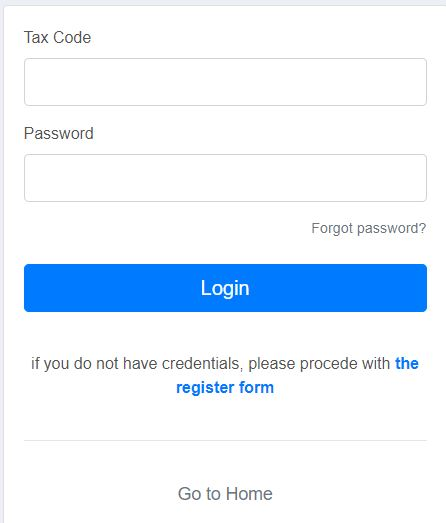 Tax Code
Password
Forgot password?
Login
if you do not have credentials, please procede with the
register form
Go to Home